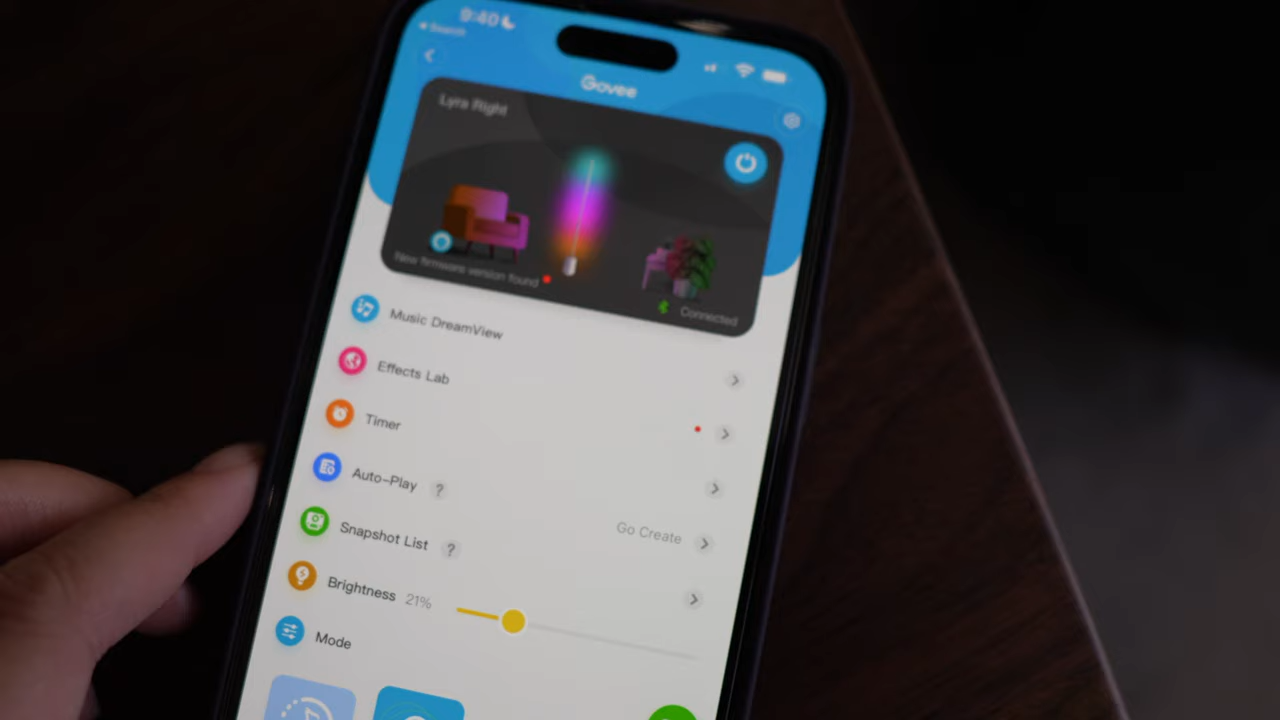 9:40
Search
Govee
Lyra Right
New firmware version found
Connected
Music DreamView
Effects Lab
Timer
Auto-Play ?
Go Create
Snapshot List ?
Brightness 21%
Mode